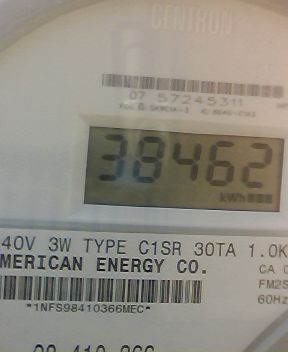 CENTRON
07 57245311
38462
kWh
40V 3W TYPE C1SR 30TA 1.0K
MERICAN ENERGY CO.
CA 0
FM2S
60Hz
*1NFS98410366MEC*